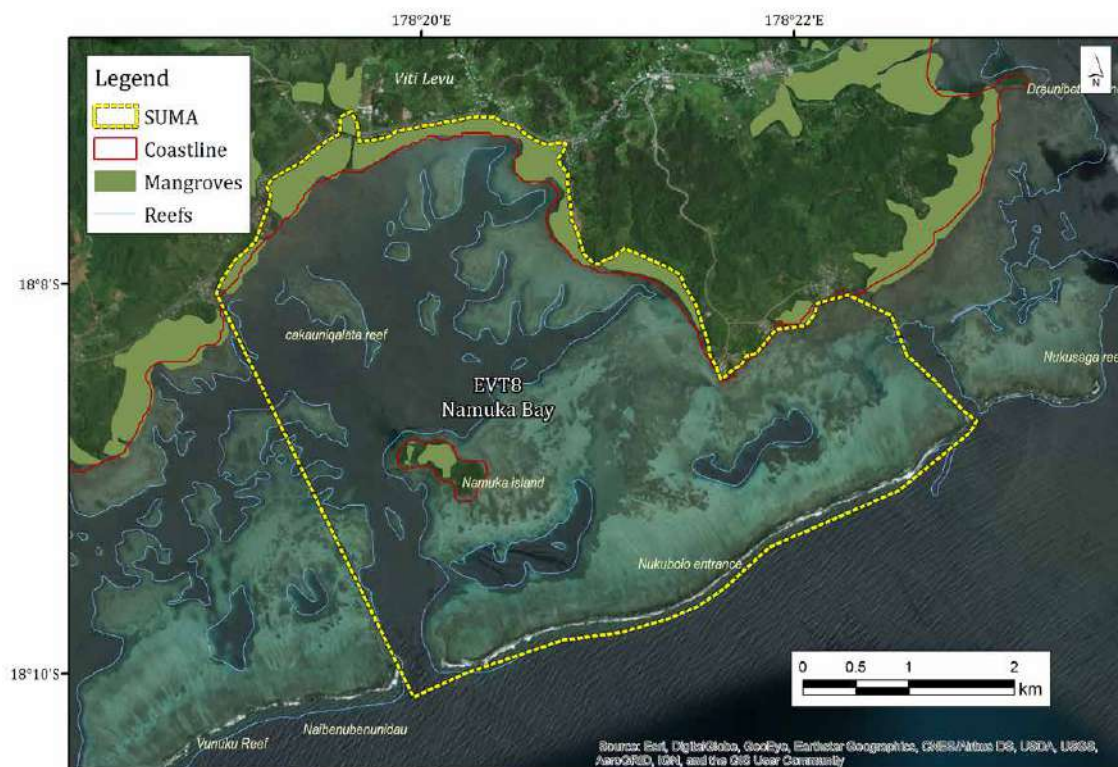 178°20'E
178°22'E
Legend
SUMA
Coastline
Mangroves
Reefs
Viti Levu
N
18°8'S
cakauniqalata reef
EVT8
Namuka Bay
Nukusaga ree
Namuka island
Nukubolo entrance
18°10'S
0 0.5 1 2
km
Naibenubenunidau
Vunuku Reef
Source: Esri, DigitalGlobe, GeoEye, Earthstar Geographics, CNES/Airbus DS, USDA, USGS,
AeroGRID, IGN, and the GIS User Community